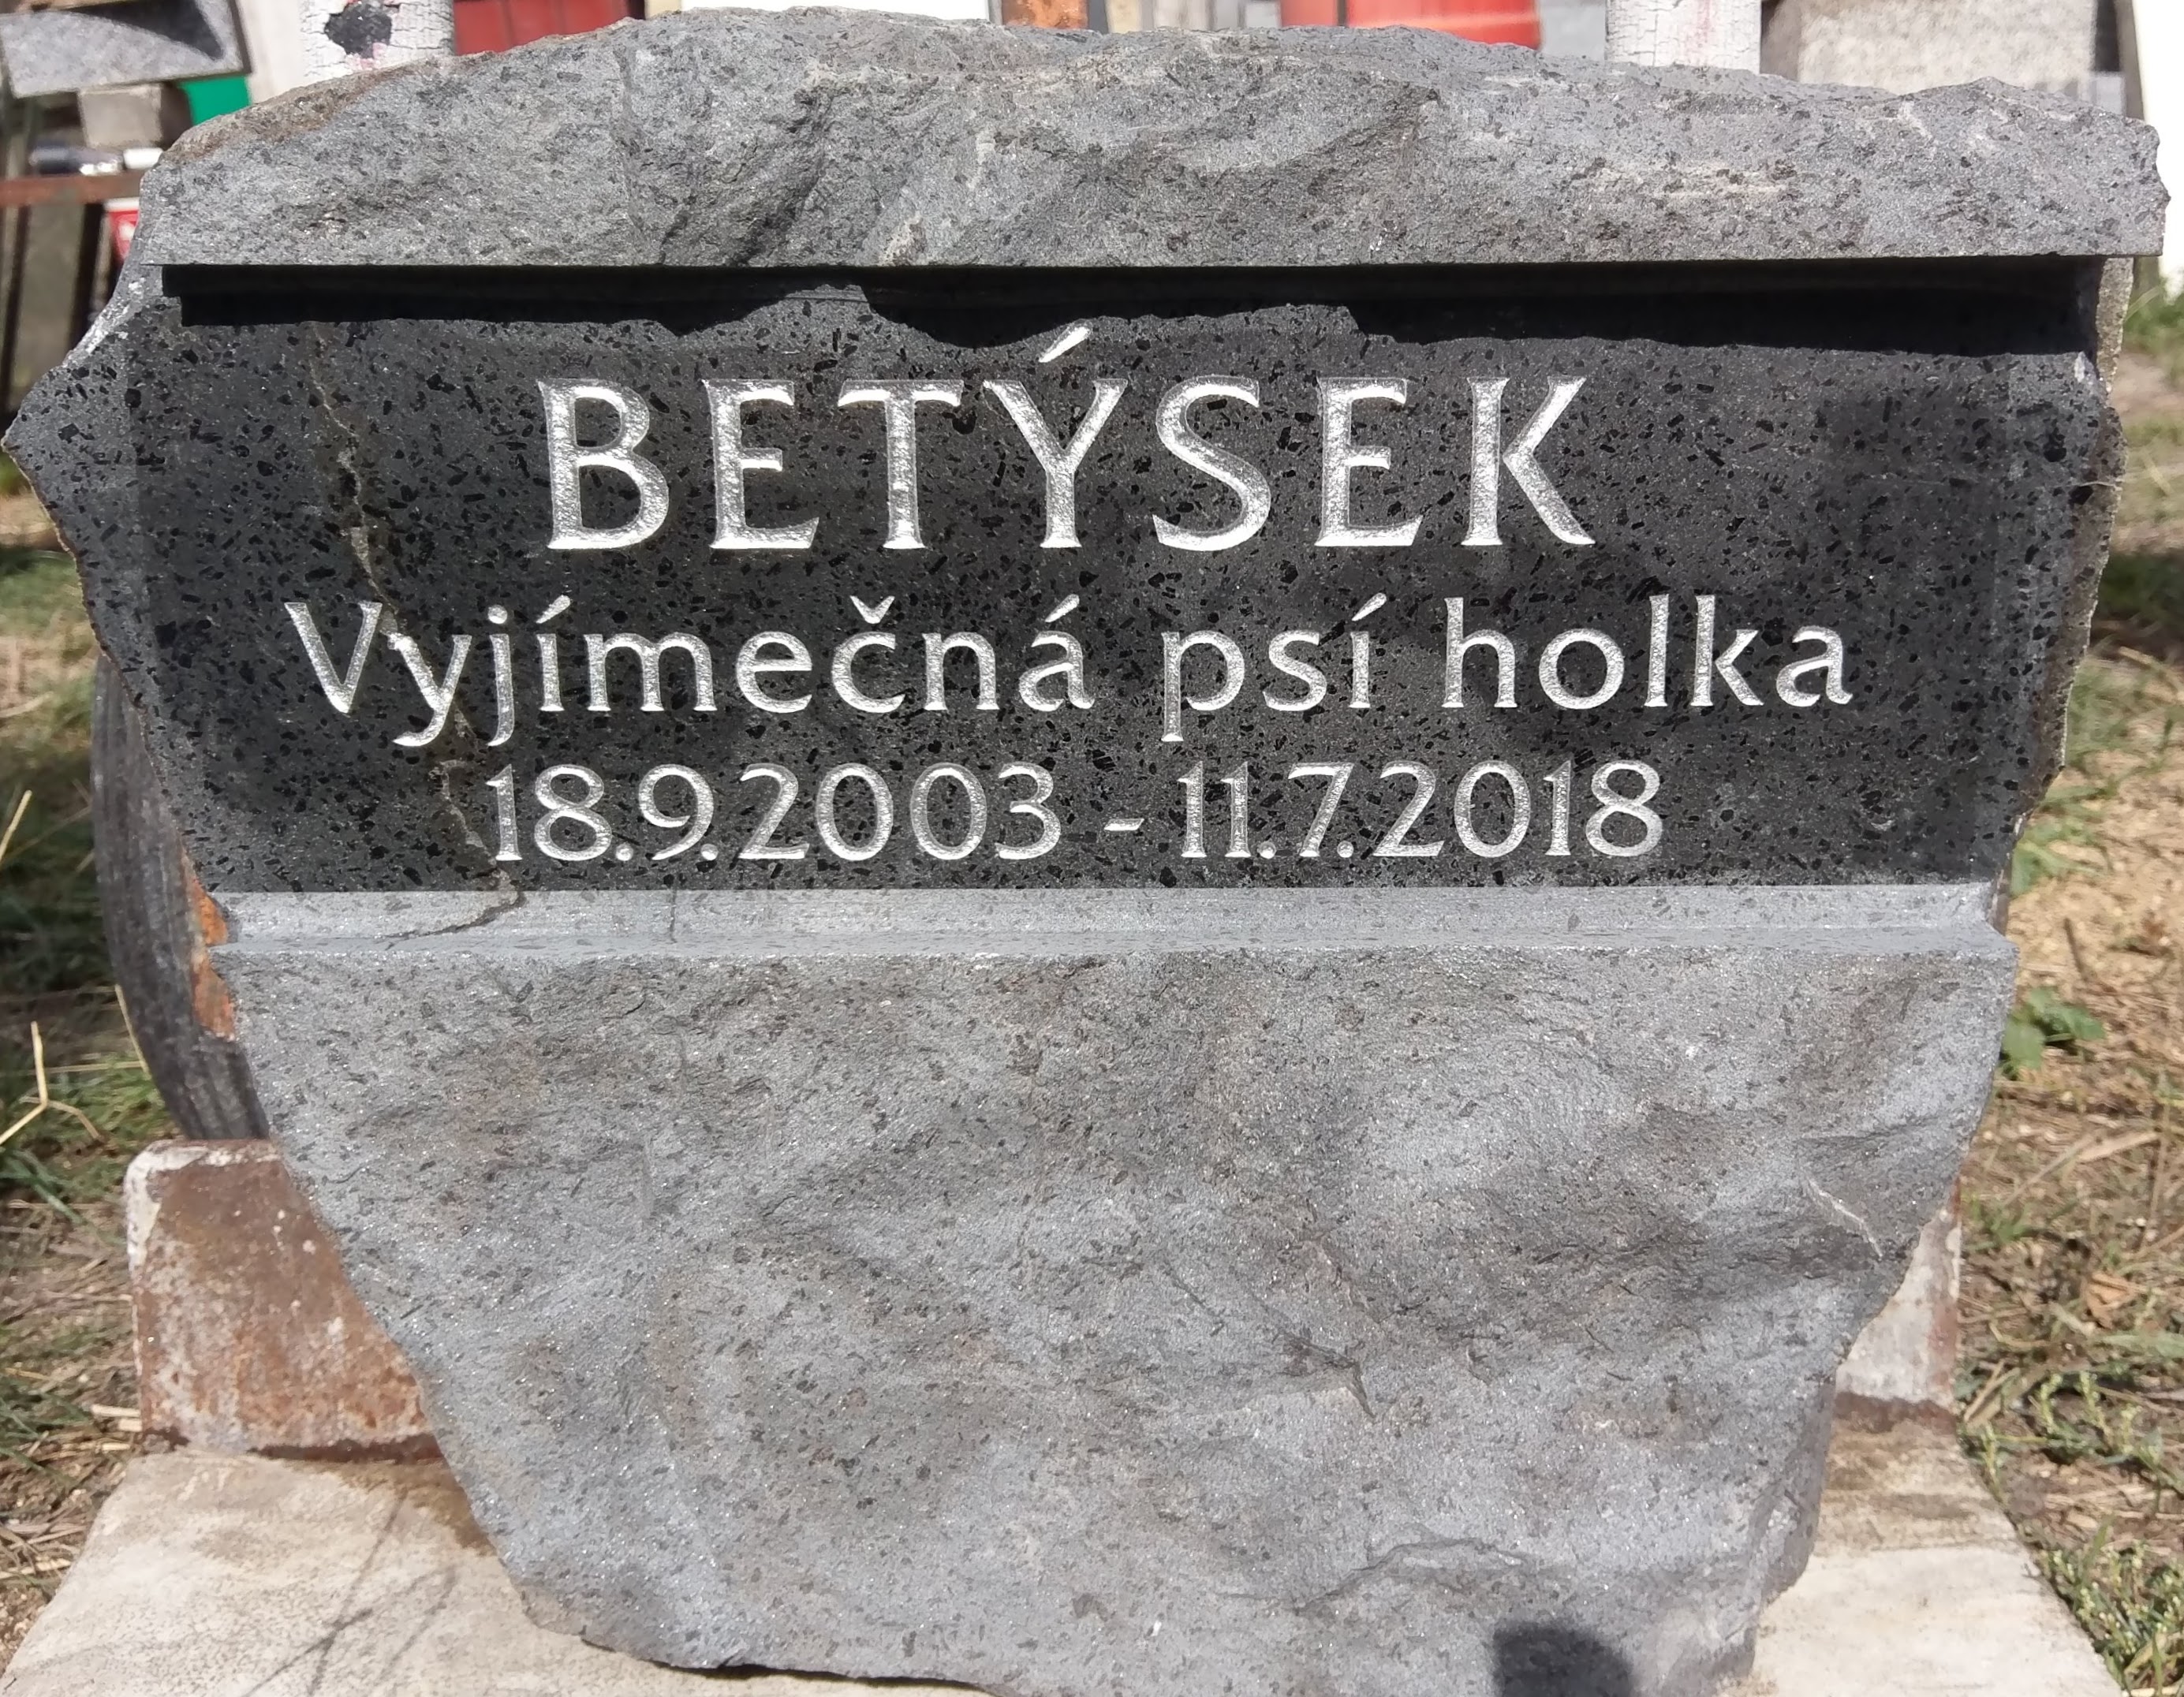 BETÝSEK
Vyjímečná psí holka
18.9.2003 - 11.7.2018